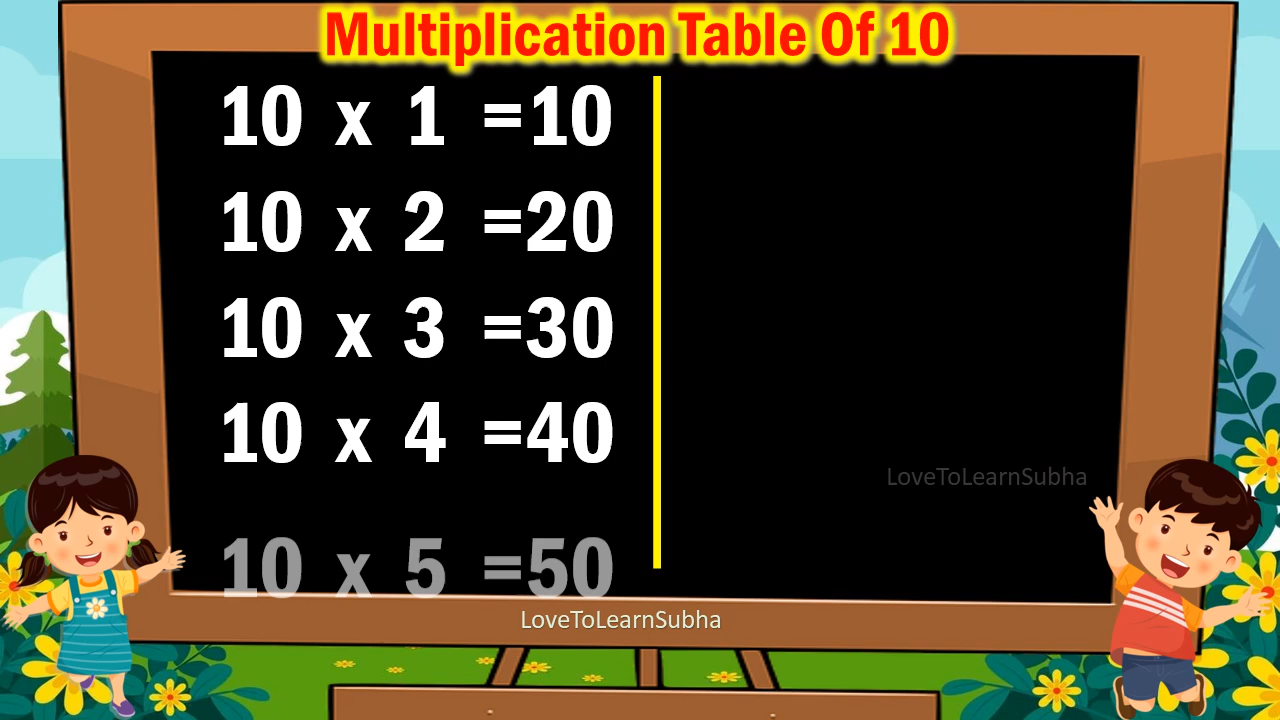 Multiplication Table Of 10
10 x 1 =10
10 x 2 =20
10 x 3 =30
10 x 4 =40
10 x 5 =50
LoveToLearnSubha
LoveToLearnSubha